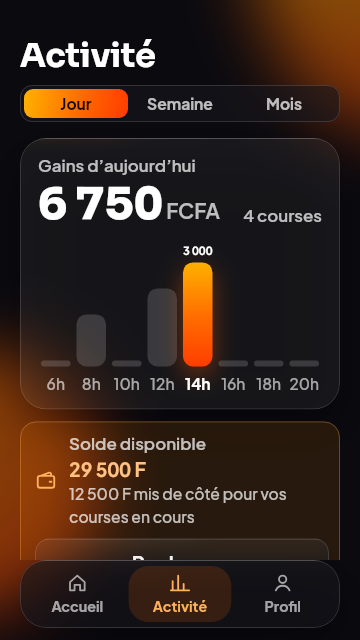 Activité
Jour Semaine Mois
Gains d’aujourd’hui
6 750 FCFA 4 courses
3 000
6h 8h 10h 12h 14h 16h 18h 20h
Solde disponible
29 500 F
12 500 F mis de côté pour vos
courses en cours
Accueil Activité Profil